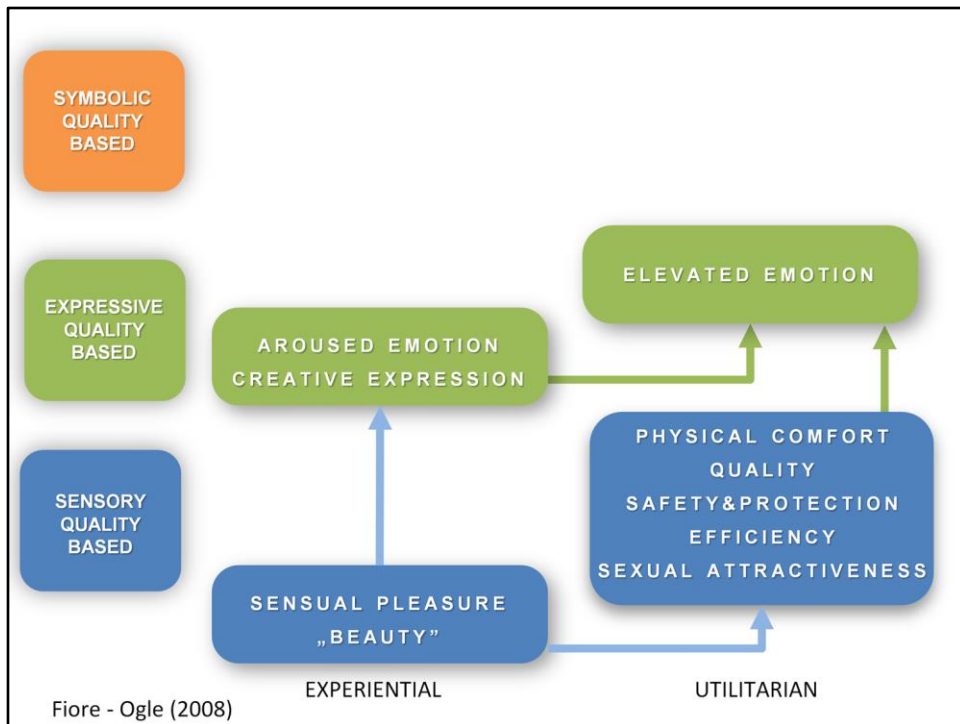 SYMBOLIC
QUALITY
BASED
EXPRESSIVE
QUALITY
BASED
SENSORY
QUALITY
BASED
AROUSED EMOTION
CREATIVE EXPRESSION
ELEVATED EMOTION
SENSUAL PLEASURE
„BEAUTY”
PHYSICAL COMFORT
QUALITY
SAFETY&PROTECTION
EFFICIENCY
SEXUAL ATTRACTIVENESS
EXPERIENTIAL
UTILITARIAN
Fiore - Ogle (2008)